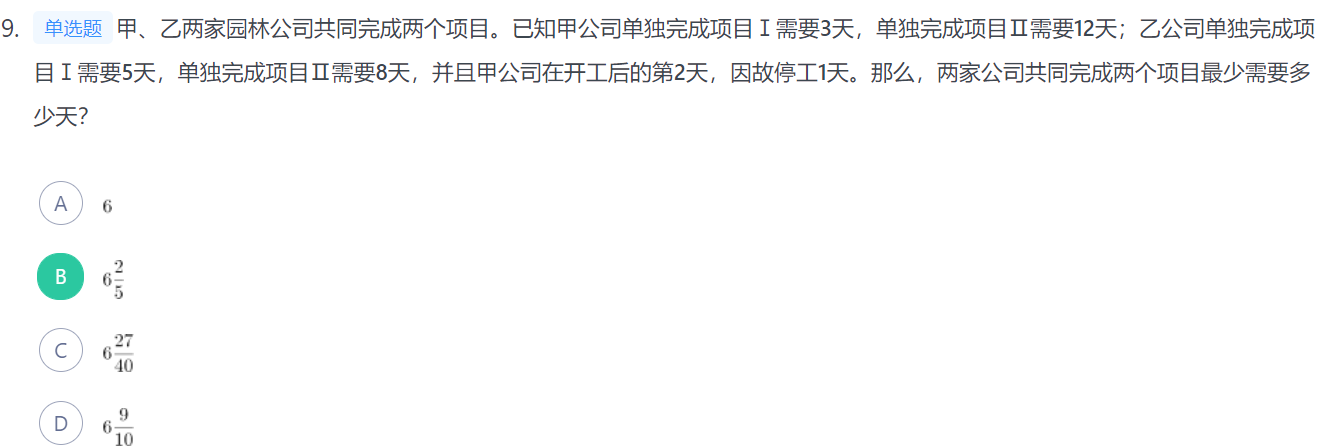 9. 单选题 甲、乙两家园林公司共同完成两个项目。已知甲公司单独完成项目Ⅰ需要3天，单独完成项目Ⅱ需要12天；乙公司单独完成项
目Ⅰ需要5天，单独完成项目Ⅱ需要8天，并且甲公司在开工后的第2天，因故停工1天。那么，两家公司共同完成两个项目最少需要多
少天？
A 6
B 6 2/5
C 6 27/40
D 6 9/10